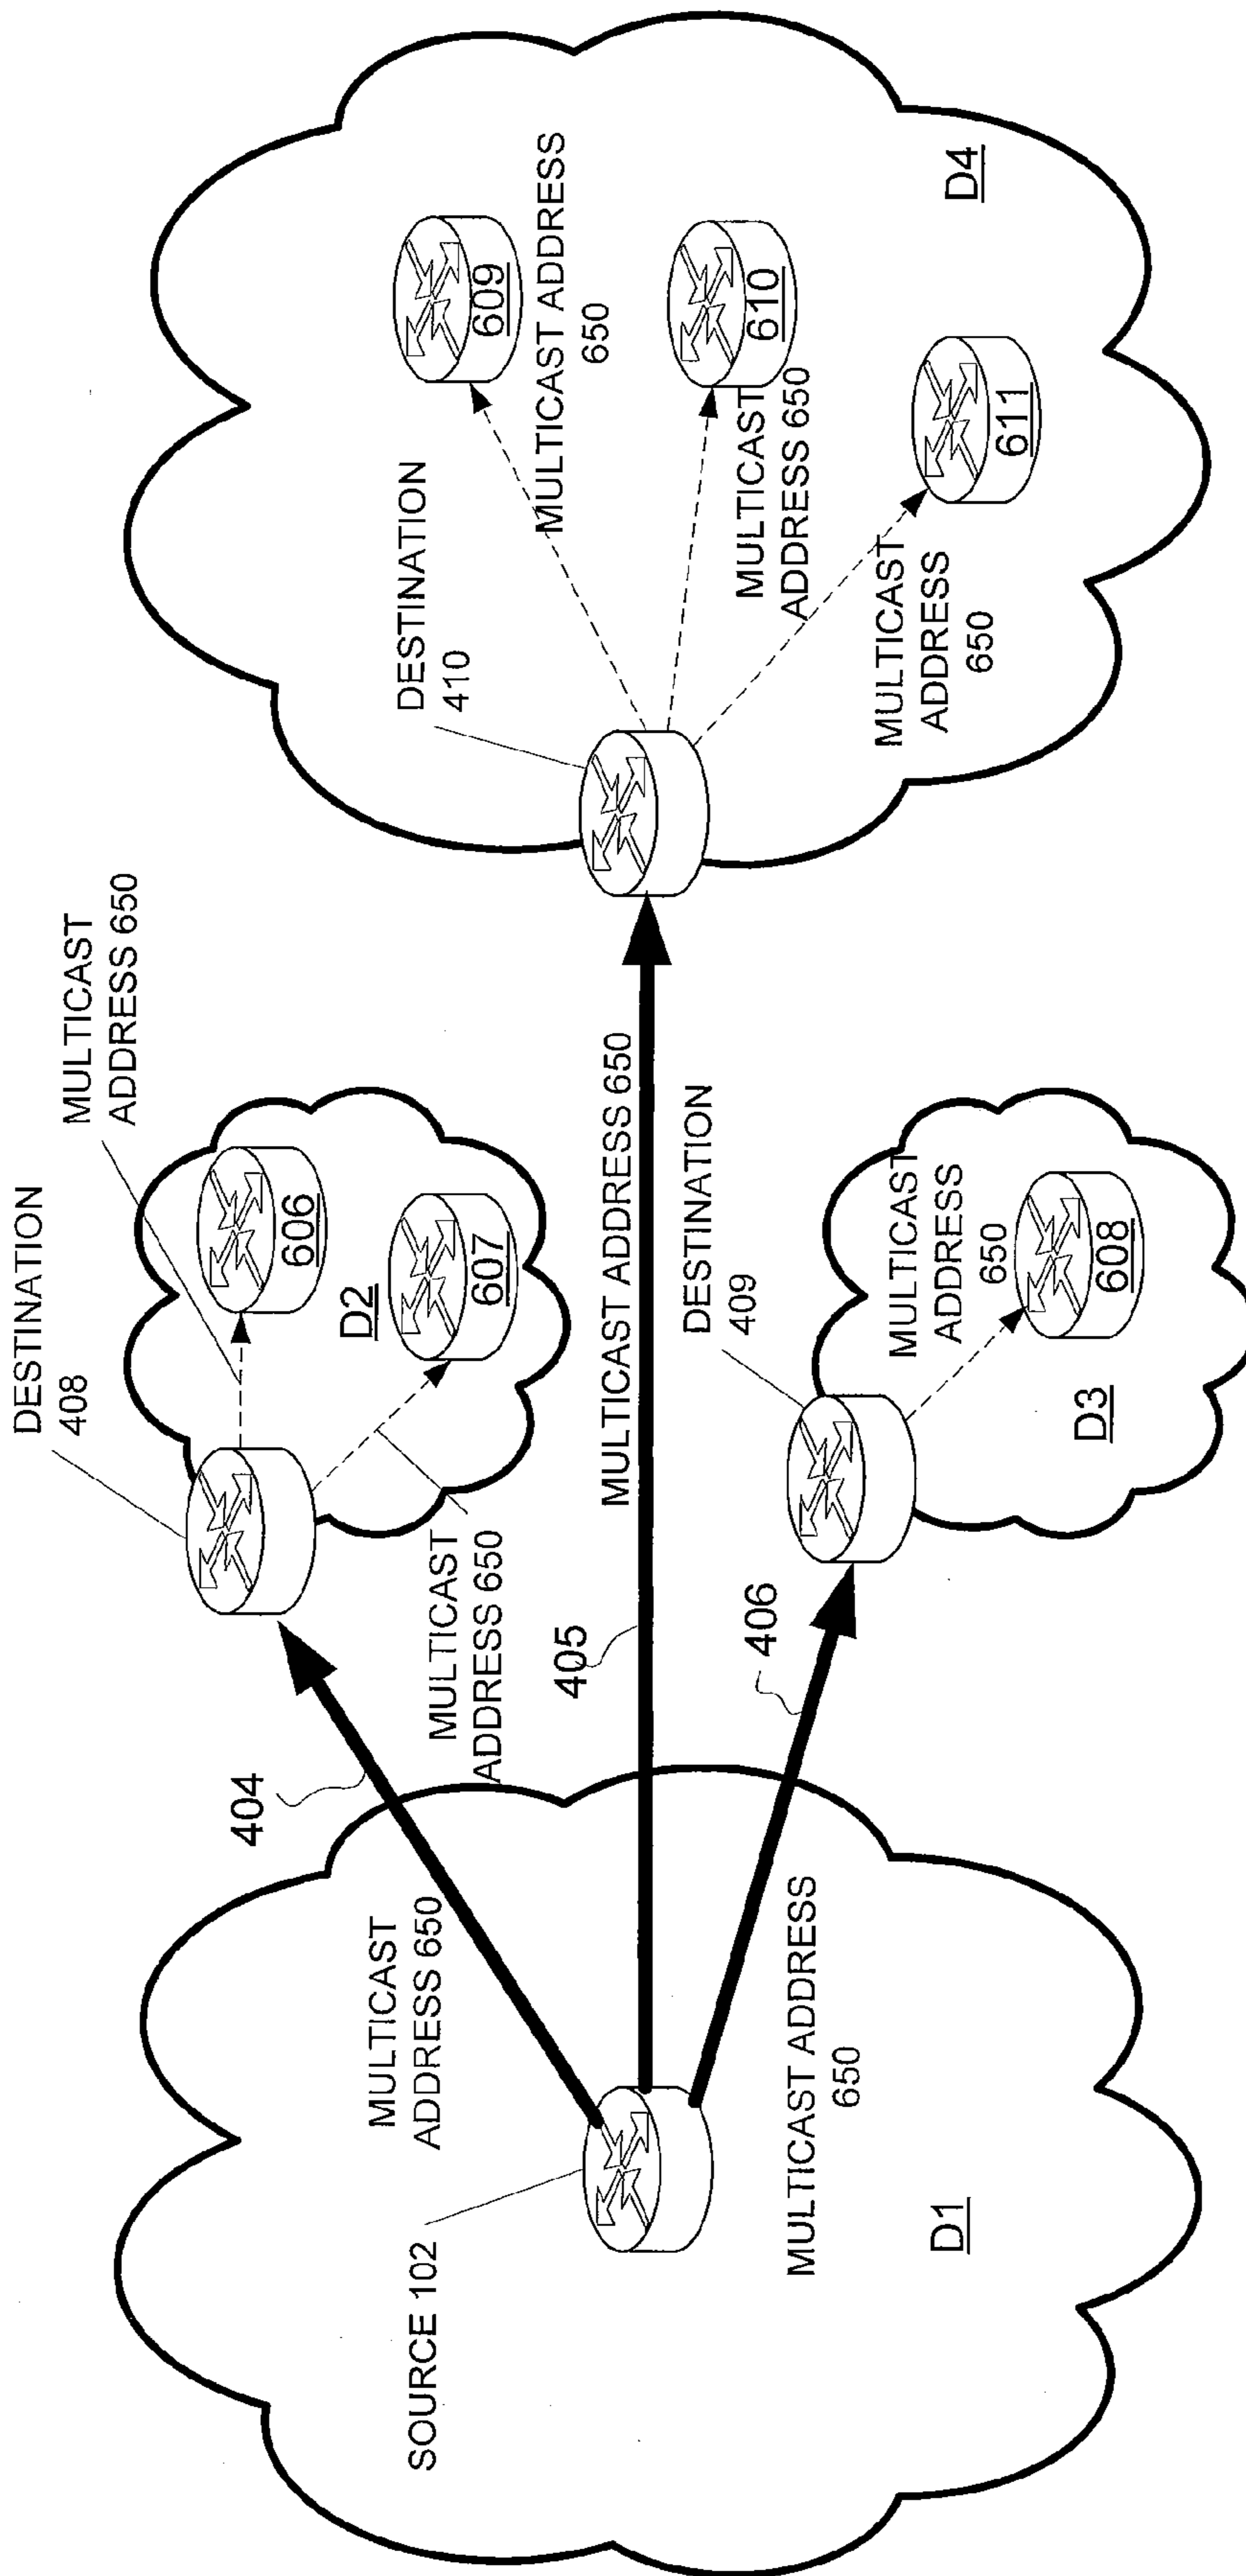 SOURCE 102
MULTICAST
ADDRESS 650
MULTICAST ADDRESS
650
D1
404
405
406
DESTINATION
408
MULTICAST
ADDRESS 650
MULTICAST
ADDRESS 650
606
D2
607
MULTICAST ADDRESS 650
DESTINATION
409
MULTICAST
ADDRESS
650
608
D3
DESTINATION
410
MULTICAST ADDRESS
650
609
MULTICAST
ADDRESS 650
610
MULTICAST
ADDRESS
650
611
D4